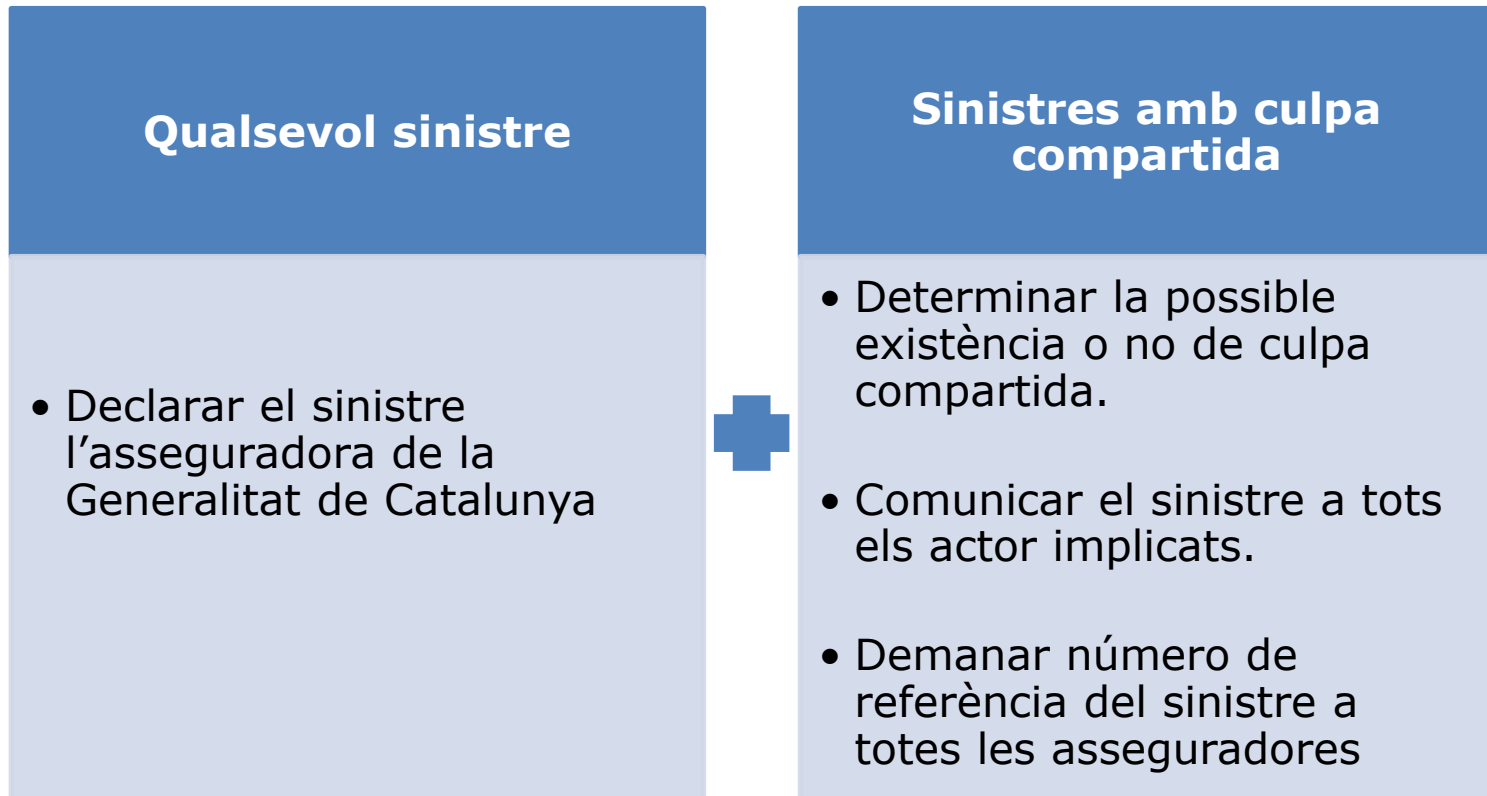 Qualsevol sinistre
• Declarar el sinistre
l’asseguradora de la
Generalitat de Catalunya
Sinistres amb culpa
compartida
• Determinar la possible
existència o no de culpa
compartida.
• Comunicar el sinistre a tots
els actor implicats.
• Demanar número de
referència del sinistre a
totes les asseguradores